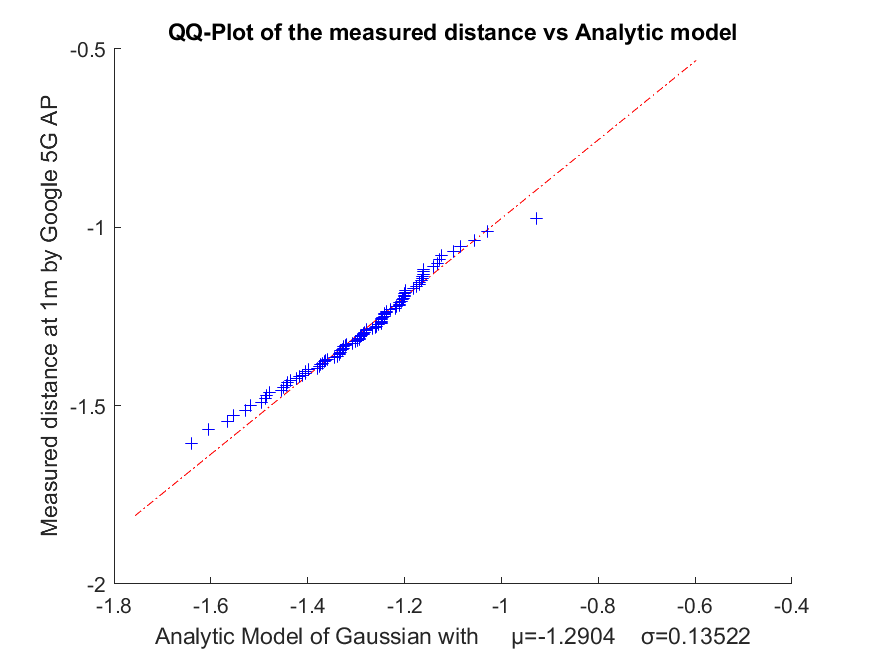 QQ-Plot of the measured distance vs Analytic model
Measured distance at 1m by Google 5G AP
-0.5
-1
-1.5
-2
-1.8 -1.6 -1.4 -1.2 -1 -0.8 -0.6 -0.4
Analytic Model of Gaussian with μ=-1.2904 σ=0.13522